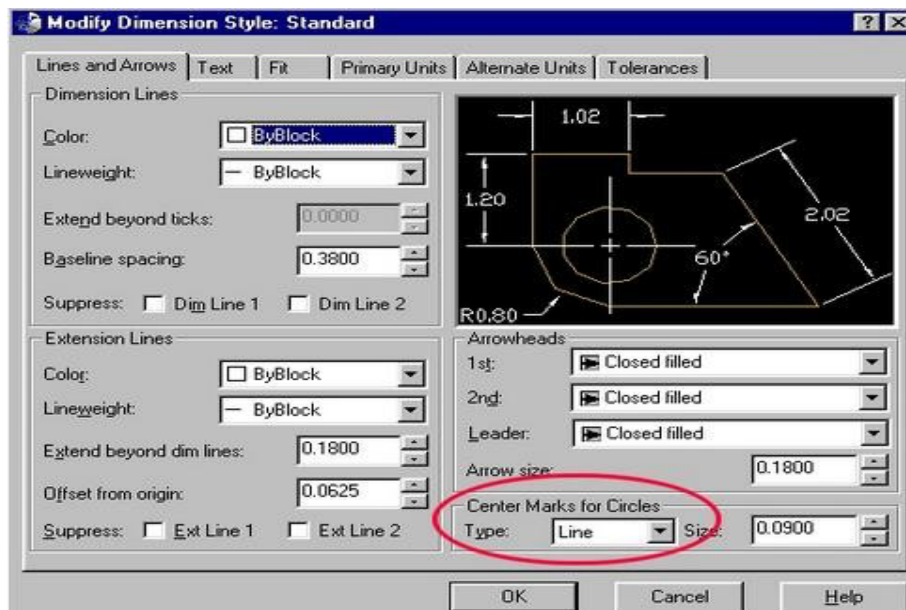 Modify Dimension Style: Standard
Lines and Arrows Text Fit Primary Units Alternate Units Tolerances
Dimension Lines
Color: ByBlock
Lineweight: ByBlock
Extend beyond ticks: 0.0000
Baseline spacing: 0.3800
Suppress: Dim Line 1 Dim Line 2
1.02
1.20
2.02
60°
R0.80
Extension Lines
Color: ByBlock
Lineweight: ByBlock
Extend beyond dim lines: 0.1800
Offset from origin: 0.0625
Suppress: Ext Line 1 Ext Line 2
Arrowheads
1st: Closed filled
2nd: Closed filled
Leader: Closed filled
Arrow size: 0.1800
Center Marks for Circles
Type: Line Size: 0.0900
OK Cancel Help